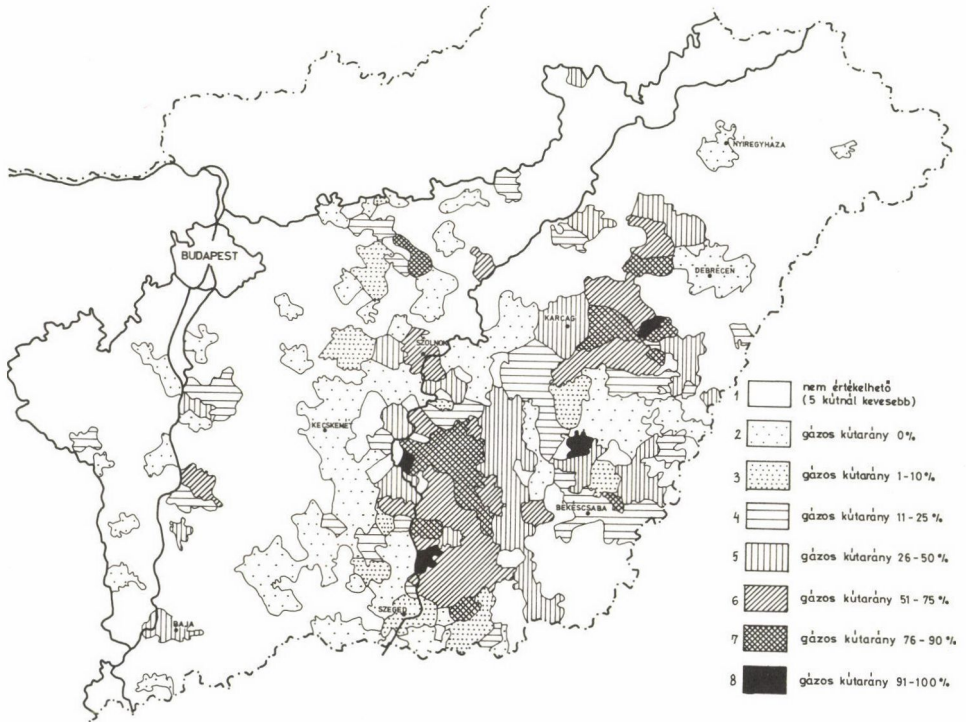 NYÍREGYHÁZA
BUDAPEST
DEBRECEN
KARCAG
SZOLNOK
KECSKEMÉT
BÉKÉSCSABA
SZEGED
BAJA
1 nem értékelhető
(5 kútnál kevesebb)
2 gázos kútarány 0%
3 gázos kútarány 1-10%
4 gázos kútarány 11-25%
5 gázos kútarány 26-50%
6 gázos kútarány 51-75%
7 gázos kútarány 76-90%
8 gázos kútarány 91-100%